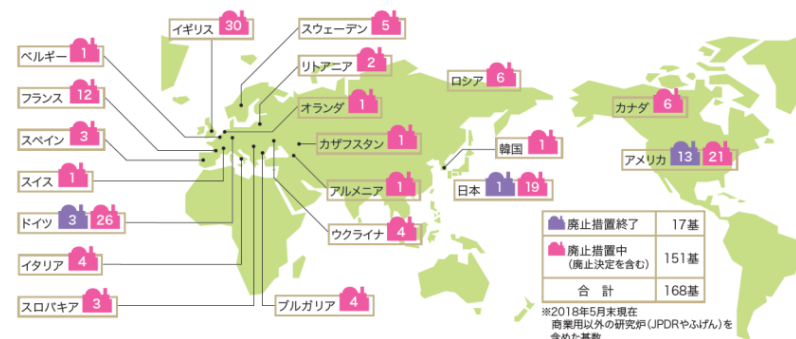 イギリス 30
スウェーデン 5
ベルギー 1
リトアニア 2
ロシア 6
フランス 12
オランダ 1
カナダ 6
スペイン 3
カザフスタン 1
韓国 1
アメリカ 13 21
スイス 1
アルメニア 1
日本 1 19
ドイツ 3 26
ウクライナ 4
イタリア 4
スロバキア 3
ブルガリア 4
廃止措置終了 17基
廃止措置中 151基
(廃止決定を含む)
合 計 168基
※2018年5月末現在
商業用以外の研究炉(JPDRやふげん)を
含めた基数